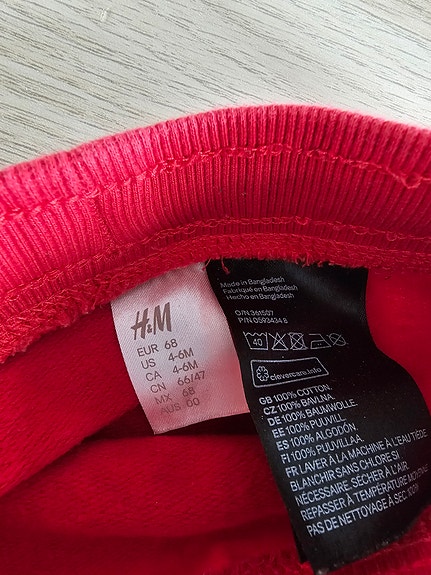 H&M
EUR 68
US 4-6M
CA 4-6M
CN 66/47
MX 68
AUS 00
Made in Bangladesh
Fabriqué en Bangladesh
Hecho en Bangladesh
O/N 311507
P/N 0593434 8
40
clevercare.info
GB 100% COTTON.
CZ 100% BAVLNA.
DE 100% BAUMWOLLE
EE 100% PUUVILL.
ES 100% ALGODÓN
FI 100% PUUVILLAA.
FR LAVER À LA MACHINE À L'EAU TIÈDE
BLANCHIR SANS CHLORE SI
NÉCESSAIRE. SÉCHER À L'AIR.
REPASSER À TEMPÉRATURE
PAS DE NETTOYAGE À SEC.